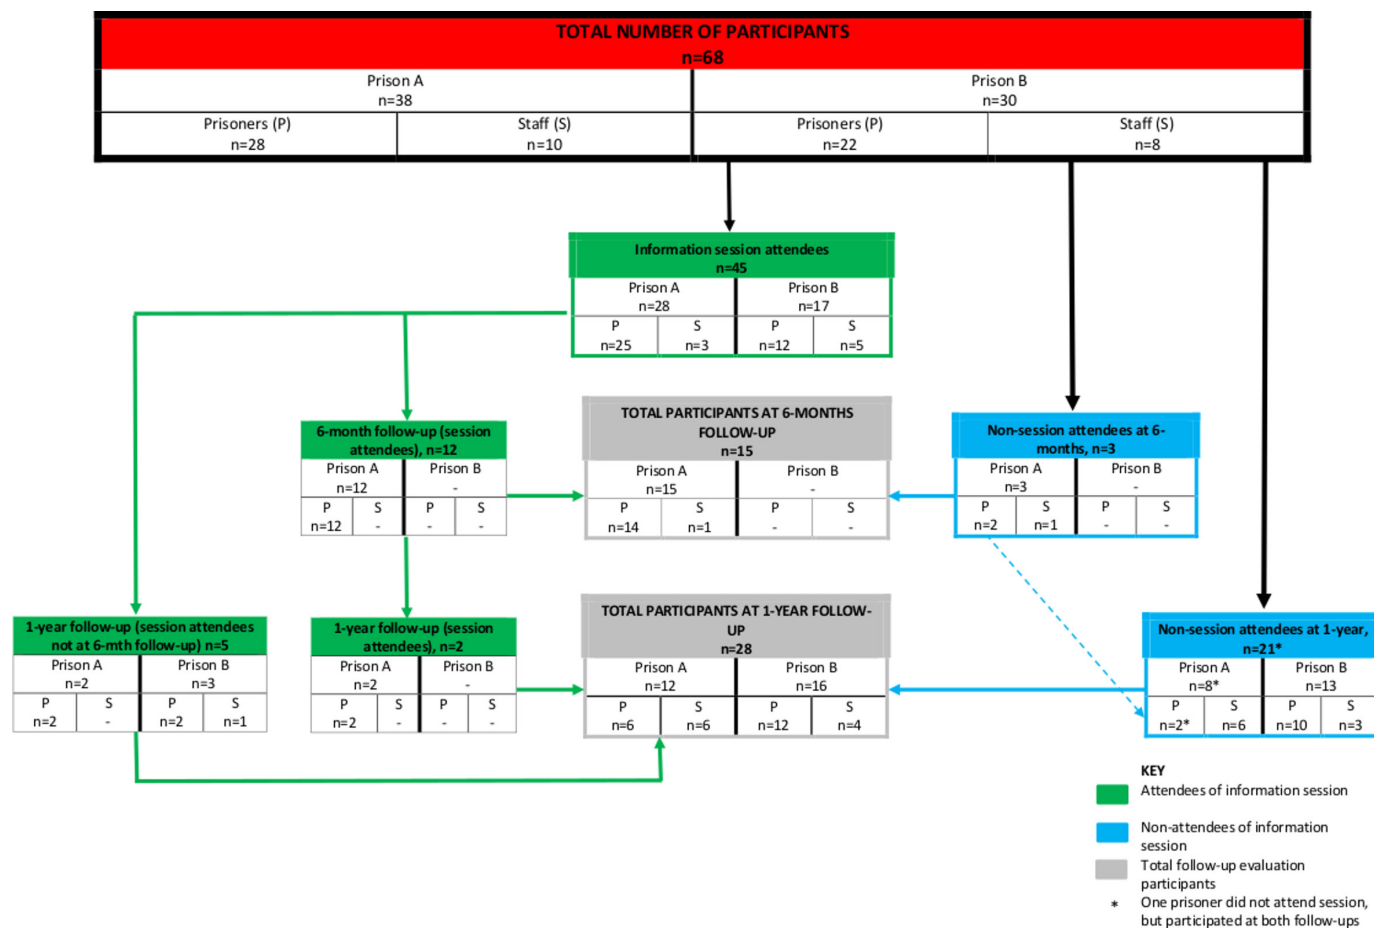 TOTAL NUMBER OF PARTICIPANTS
n=68
Prison A
n=38
Prison B
n=30
Prisoners (P)
n=28
Staff (S)
n=10
Prisoners (P)
n=22
Staff (S)
n=8
Information session attendees
n=45
Prison A
n=28
Prison B
n=17
P
n=25
S
n=3
P
n=12
S
n=5
6-month follow-up (session
attendees), n=12
Prison A
n=12
Prison B
-
P
n=12
S
-
P
-
S
-
TOTAL PARTICIPANTS AT 6-MONTHS
FOLLOW-UP
n=15
Prison A
n=15
Prison B
-
P
n=14
S
n=1
P
-
S
-
Non-session attendees at 6-
months, n=3
Prison A
n=3
Prison B
-
P
n=2
S
n=1
P
-
S
-
1-year follow-up (session attendees
not at 6-mth follow-up) n=5
Prison A
n=2
Prison B
n=3
P
n=2
S
-
P
n=2
S
n=1
1-year follow-up (session
attendees), n=2
Prison A
n=2
Prison B
-
P
n=2
S
-
P
-
S
-
TOTAL PARTICIPANTS AT 1-YEAR FOLLOW-
UP
n=28
Prison A
n=12
Prison B
n=16
P
n=6
S
n=6
P
n=12
S
n=4
Non-session attendees at 1-year,
n=21*
Prison A
n=8*
Prison B
n=13
P
n=2*
S
n=6
P
n=10
S
n=3
KEY
Attendees of information session
Non-attendees of information
session
Total follow-up evaluation
participants
* One prisoner did not attend session,
but participated at both follow-ups